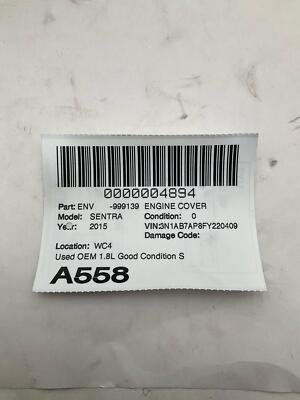 0000004894
Part: ENV -999139 ENGINE COVER
Model: SENTRA Condition: 0
Year: 2015 VIN:3N1AB7AP8FY220409
Damage Code:
Location: WC4
Used OEM 1.8L Good Condition S
A558